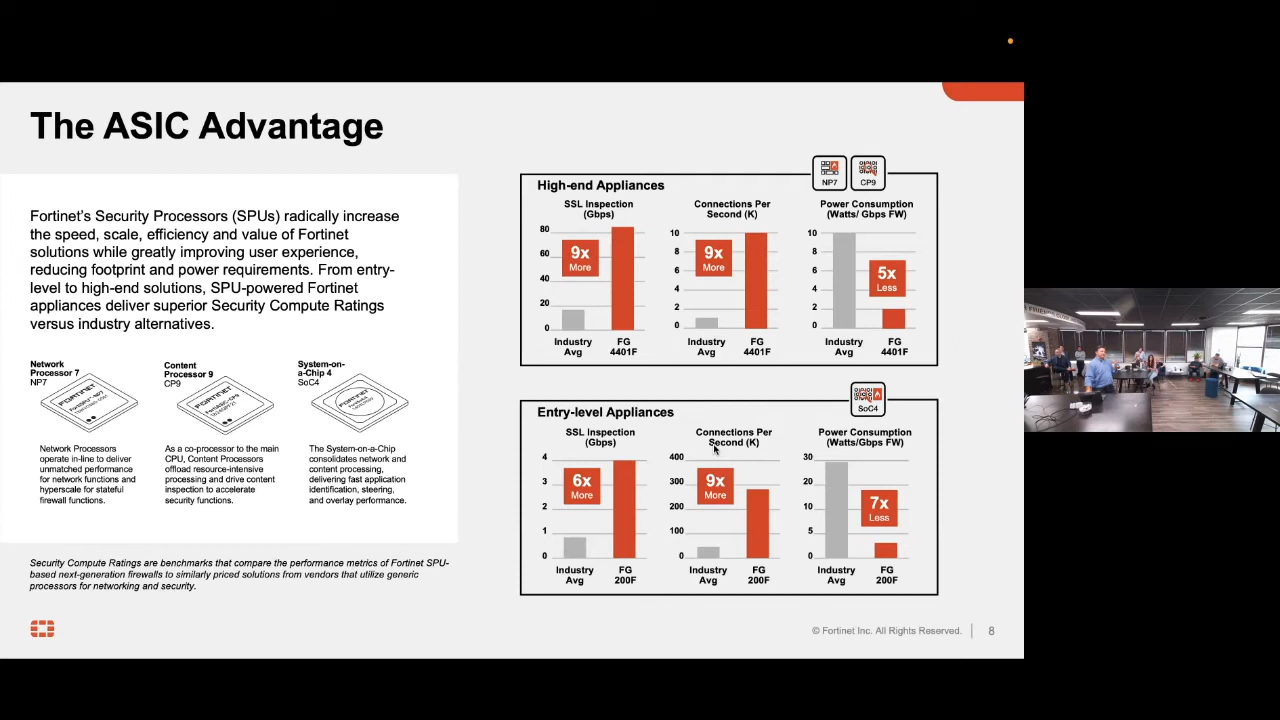 The ASIC Advantage
Fortinet's Security Processors (SPUs) radically increase
the speed, scale, efficiency and value of Fortinet
solutions while greatly improving user experience,
reducing footprint and power requirements. From entry-
level to high-end solutions, SPU-powered Fortinet
appliances deliver superior Security Compute Ratings
versus industry alternatives.
Network
Processor 7
NP7
Content
Processor 9
CP9
System-on-
a-Chip 4
SoC4
FORTINET
FORTINET
FORTINET
Network Processors
operate in-line to deliver
unmatched performance
for network functions and
hyperscale for stateful
firewall functions.
As a co-processor to the main
CPU, Content Processors
offload resource-intensive
processing and drive content
inspection to accelerate
security functions.
The System-on-a-Chip
consolidates network and
content processing,
delivering fast application
identification, steering,
and overlay performance.
Security Compute Ratings are benchmarks that compare the performance metrics of Fortinet SPU-
based next-generation firewalls to similarly priced solutions from vendors that utilize generic
processors for networking and security.
NP7
CP9
High-end Appliances
SSL Inspection
(Gbps)
80
60
40
20
0
9x
More
Industry
Avg
FG
4401F
Connections Per
Second (K)
10
8
6
4
2
0
9x
More
Industry
Avg
FG
4401F
Power Consumption
(Watts/ Gbps FW)
10
8
6
4
2
0
5x
Less
Industry
Avg
FG
4401F
SoC4
Entry-level Appliances
SSL Inspection
(Gbps)
4
3
2
1
0
6x
More
Industry
Avg
FG
200F
Connections Per
Second (K)
400
300
200
100
0
9x
More
Industry
Avg
FG
200F
Power Consumption
(Watts/Gbps FW)
30
20
10
5
0
7x
Less
Industry
Avg
FG
200F
© Fortinet Inc. All Rights Reserved.
8